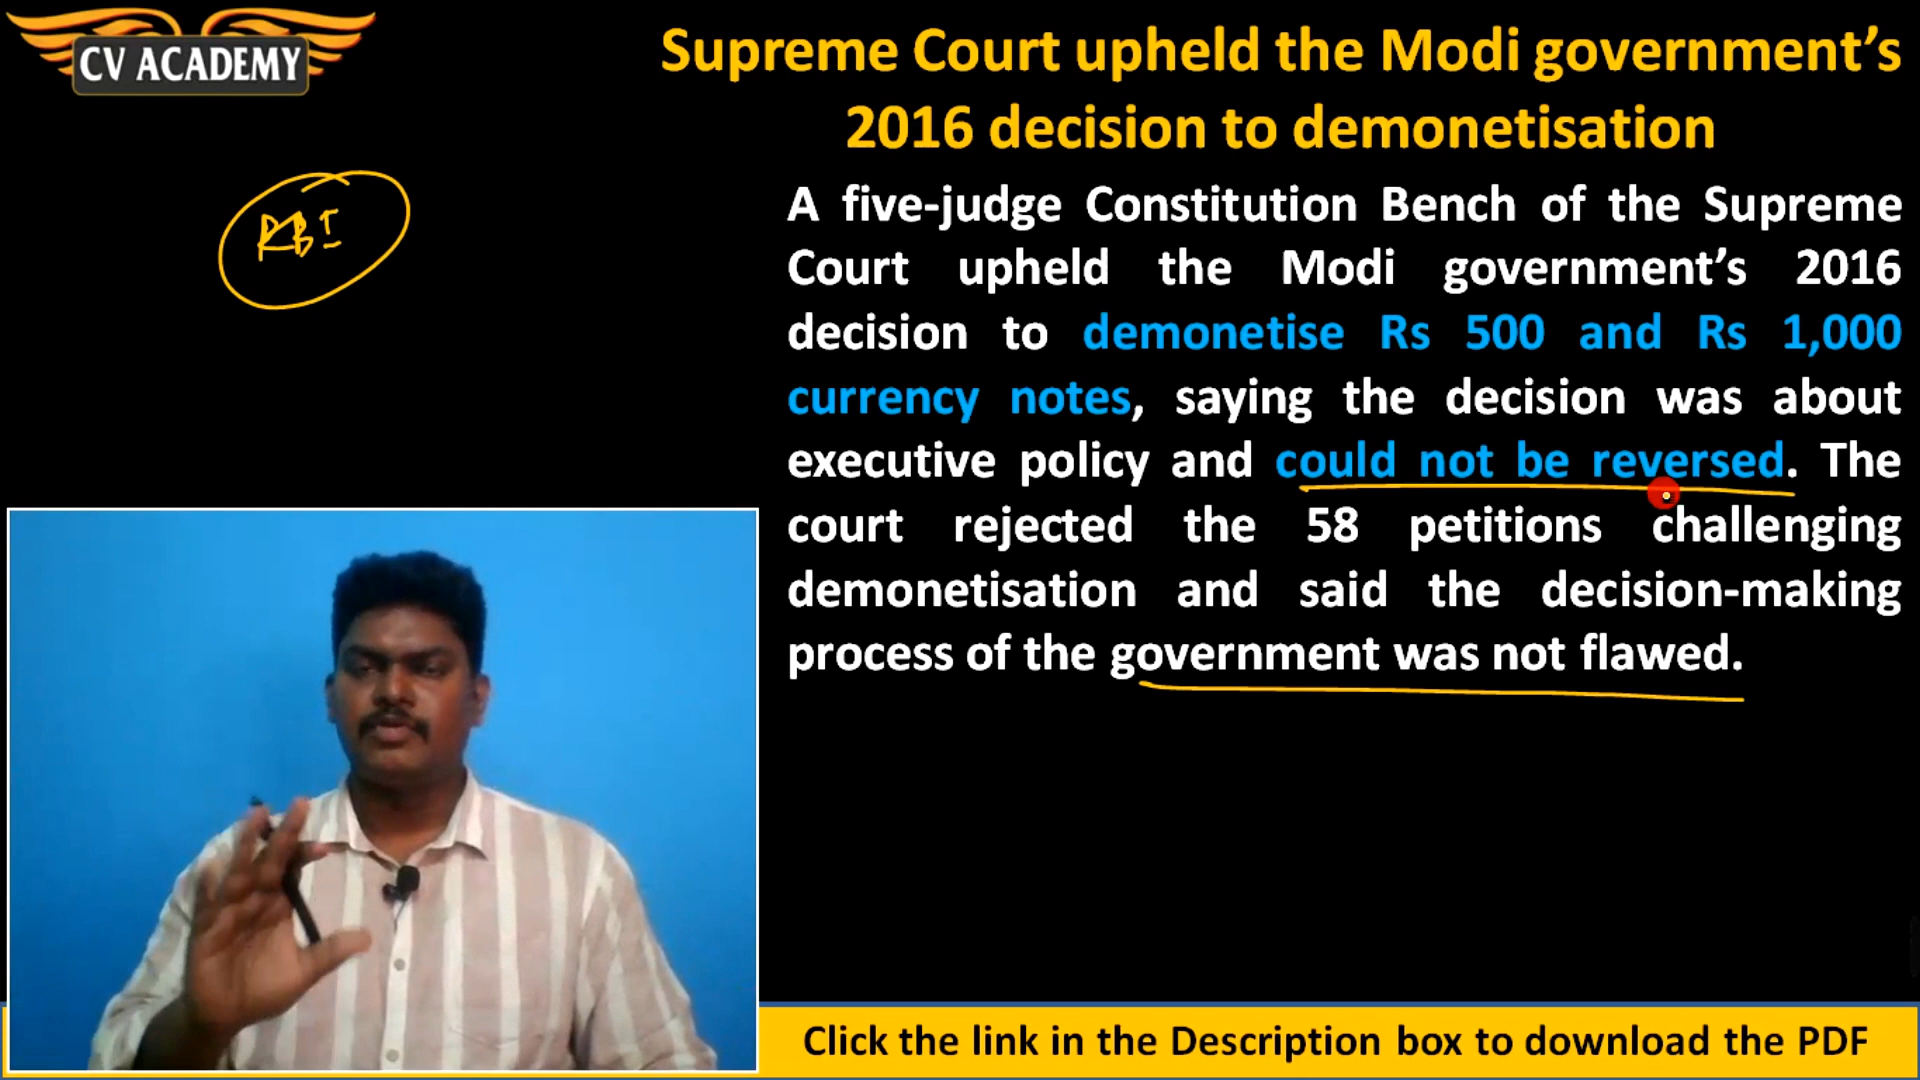 CV ACADEMY
Supreme Court upheld the Modi government’s
2016 decision to demonetisation
RBI
A five-judge Constitution Bench of the Supreme
Court upheld the Modi government’s 2016
decision to demonetise Rs 500 and Rs 1,000
currency notes, saying the decision was about
executive policy and could not be reversed. The
court rejected the 58 petitions challenging
demonetisation and said the decision-making
process of the government was not flawed.
Click the link in the Description box to download the PDF